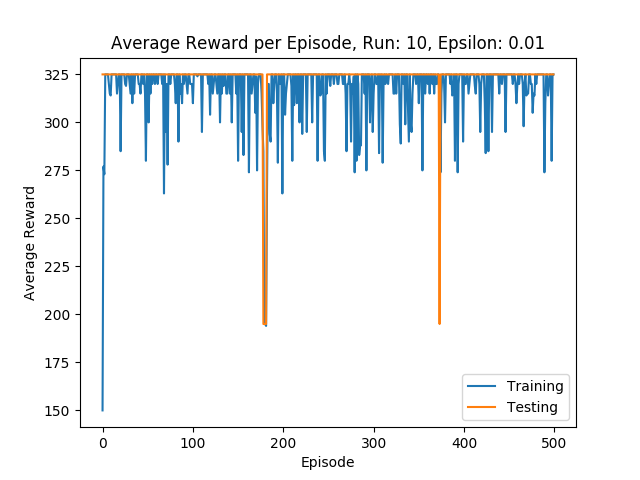 Average Reward per Episode, Run: 10, Epsilon: 0.01
325
300
275
250
225
200
175
150
Average Reward
0 100 200 300 400 500
Episode
Training
Testing